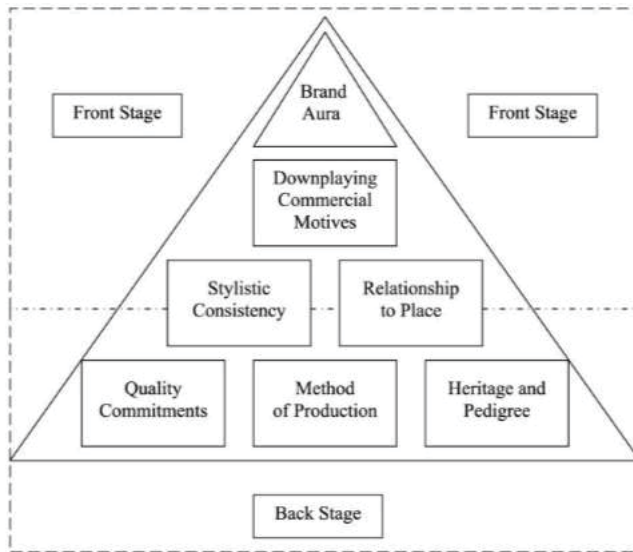 Brand
Aura
Front Stage
Front Stage
Downplaying
Commercial
Motives
Stylistic
Consistency
Relationship
to Place
Quality
Commitments
Method
of Production
Heritage and
Pedigree
Back Stage